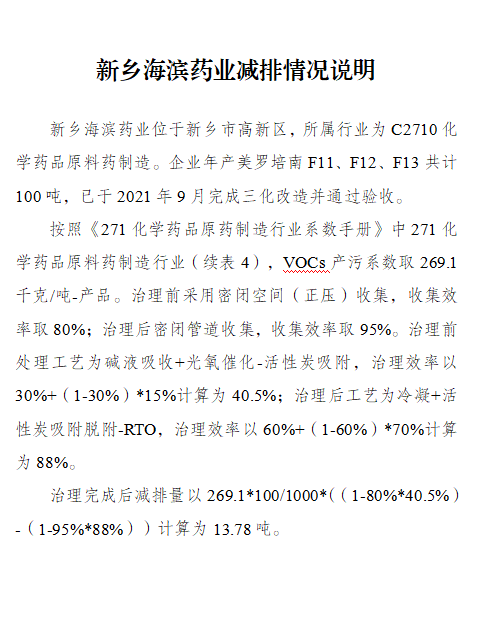 新乡海滨药业减排情况说明
新乡海滨药业位于新乡市高新区，所属行业为 C2710 化
学药品原料药制造。企业年产美罗培南 F11、F12、F13 共计
100 吨，已于 2021 年 9 月完成三化改造并通过验收。
按照《271 化学药品原药制造行业系数手册》中 271 化
学药品原料药制造行业（续表 4），VOCs 产污系数取 269.1
千克/吨-产品。治理前采用密闭空间（正压）收集，收集效
率取 80%；治理后密闭管道收集，收集效率取 95%。治理前
处理工艺为碱液吸收+光氧催化-活性炭吸附，治理效率以
30%+（1-30%）*15%计算为 40.5%；治理后工艺为冷凝+活
性炭吸附脱附-RTO，治理效率以 60%+（1-60%）*70%计算
为 88%。
治理完成后减排量以 269.1*100/1000*(（1-80%*40.5%）
-（1-95%*88%））计算为 13.78 吨。